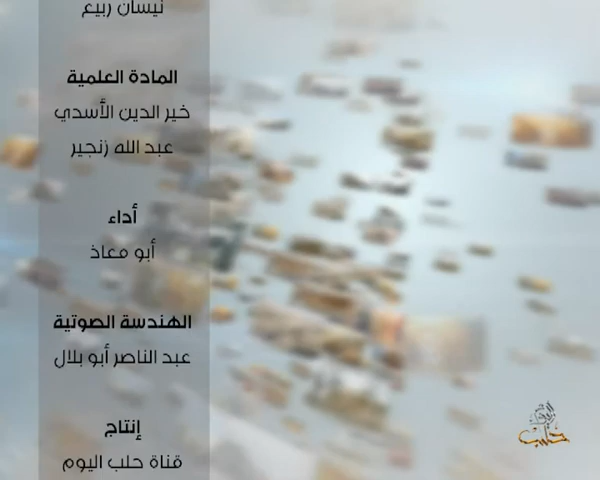 نيسان ربيع
المادة العلمية
خير الدين الأسدي
عبد الله زنجير
أداء
أبو معاذ
الهندسة الصوتية
عبد الناصر أبو بلال
إنتاج
قناة حلب اليوم
حلب